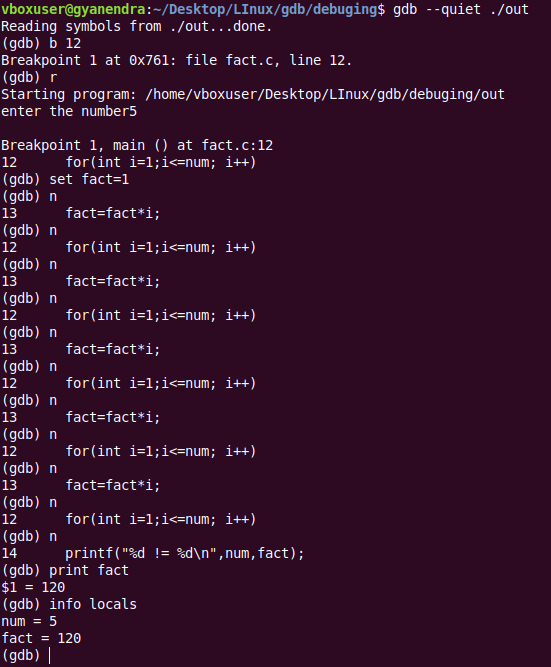 vboxuser@gyanendra:~/Desktop/LInux/gdb/debuging$ gdb --quiet ./out
Reading symbols from ./out...done.
(gdb) b 12
Breakpoint 1 at 0x761: file fact.c, line 12.
(gdb) r
Starting program: /home/vboxuser/Desktop/LInux/gdb/debuging/out
enter the number5

Breakpoint 1, main () at fact.c:12
12      for(int i=1;i<=num; i++)
(gdb) set fact=1
(gdb) n
13      fact=fact*i;
(gdb) n
12      for(int i=1;i<=num; i++)
(gdb) n
13      fact=fact*i;
(gdb) n
12      for(int i=1;i<=num; i++)
(gdb) n
13      fact=fact*i;
(gdb) n
12      for(int i=1;i<=num; i++)
(gdb) n
13      fact=fact*i;
(gdb) n
12      for(int i=1;i<=num; i++)
(gdb) n
13      fact=fact*i;
(gdb) n
12      for(int i=1;i<=num; i++)
(gdb) n
14      printf("%d != %d\n",num,fact);
(gdb) print fact
$1 = 120
(gdb) info locals
num = 5
fact = 120
(gdb)